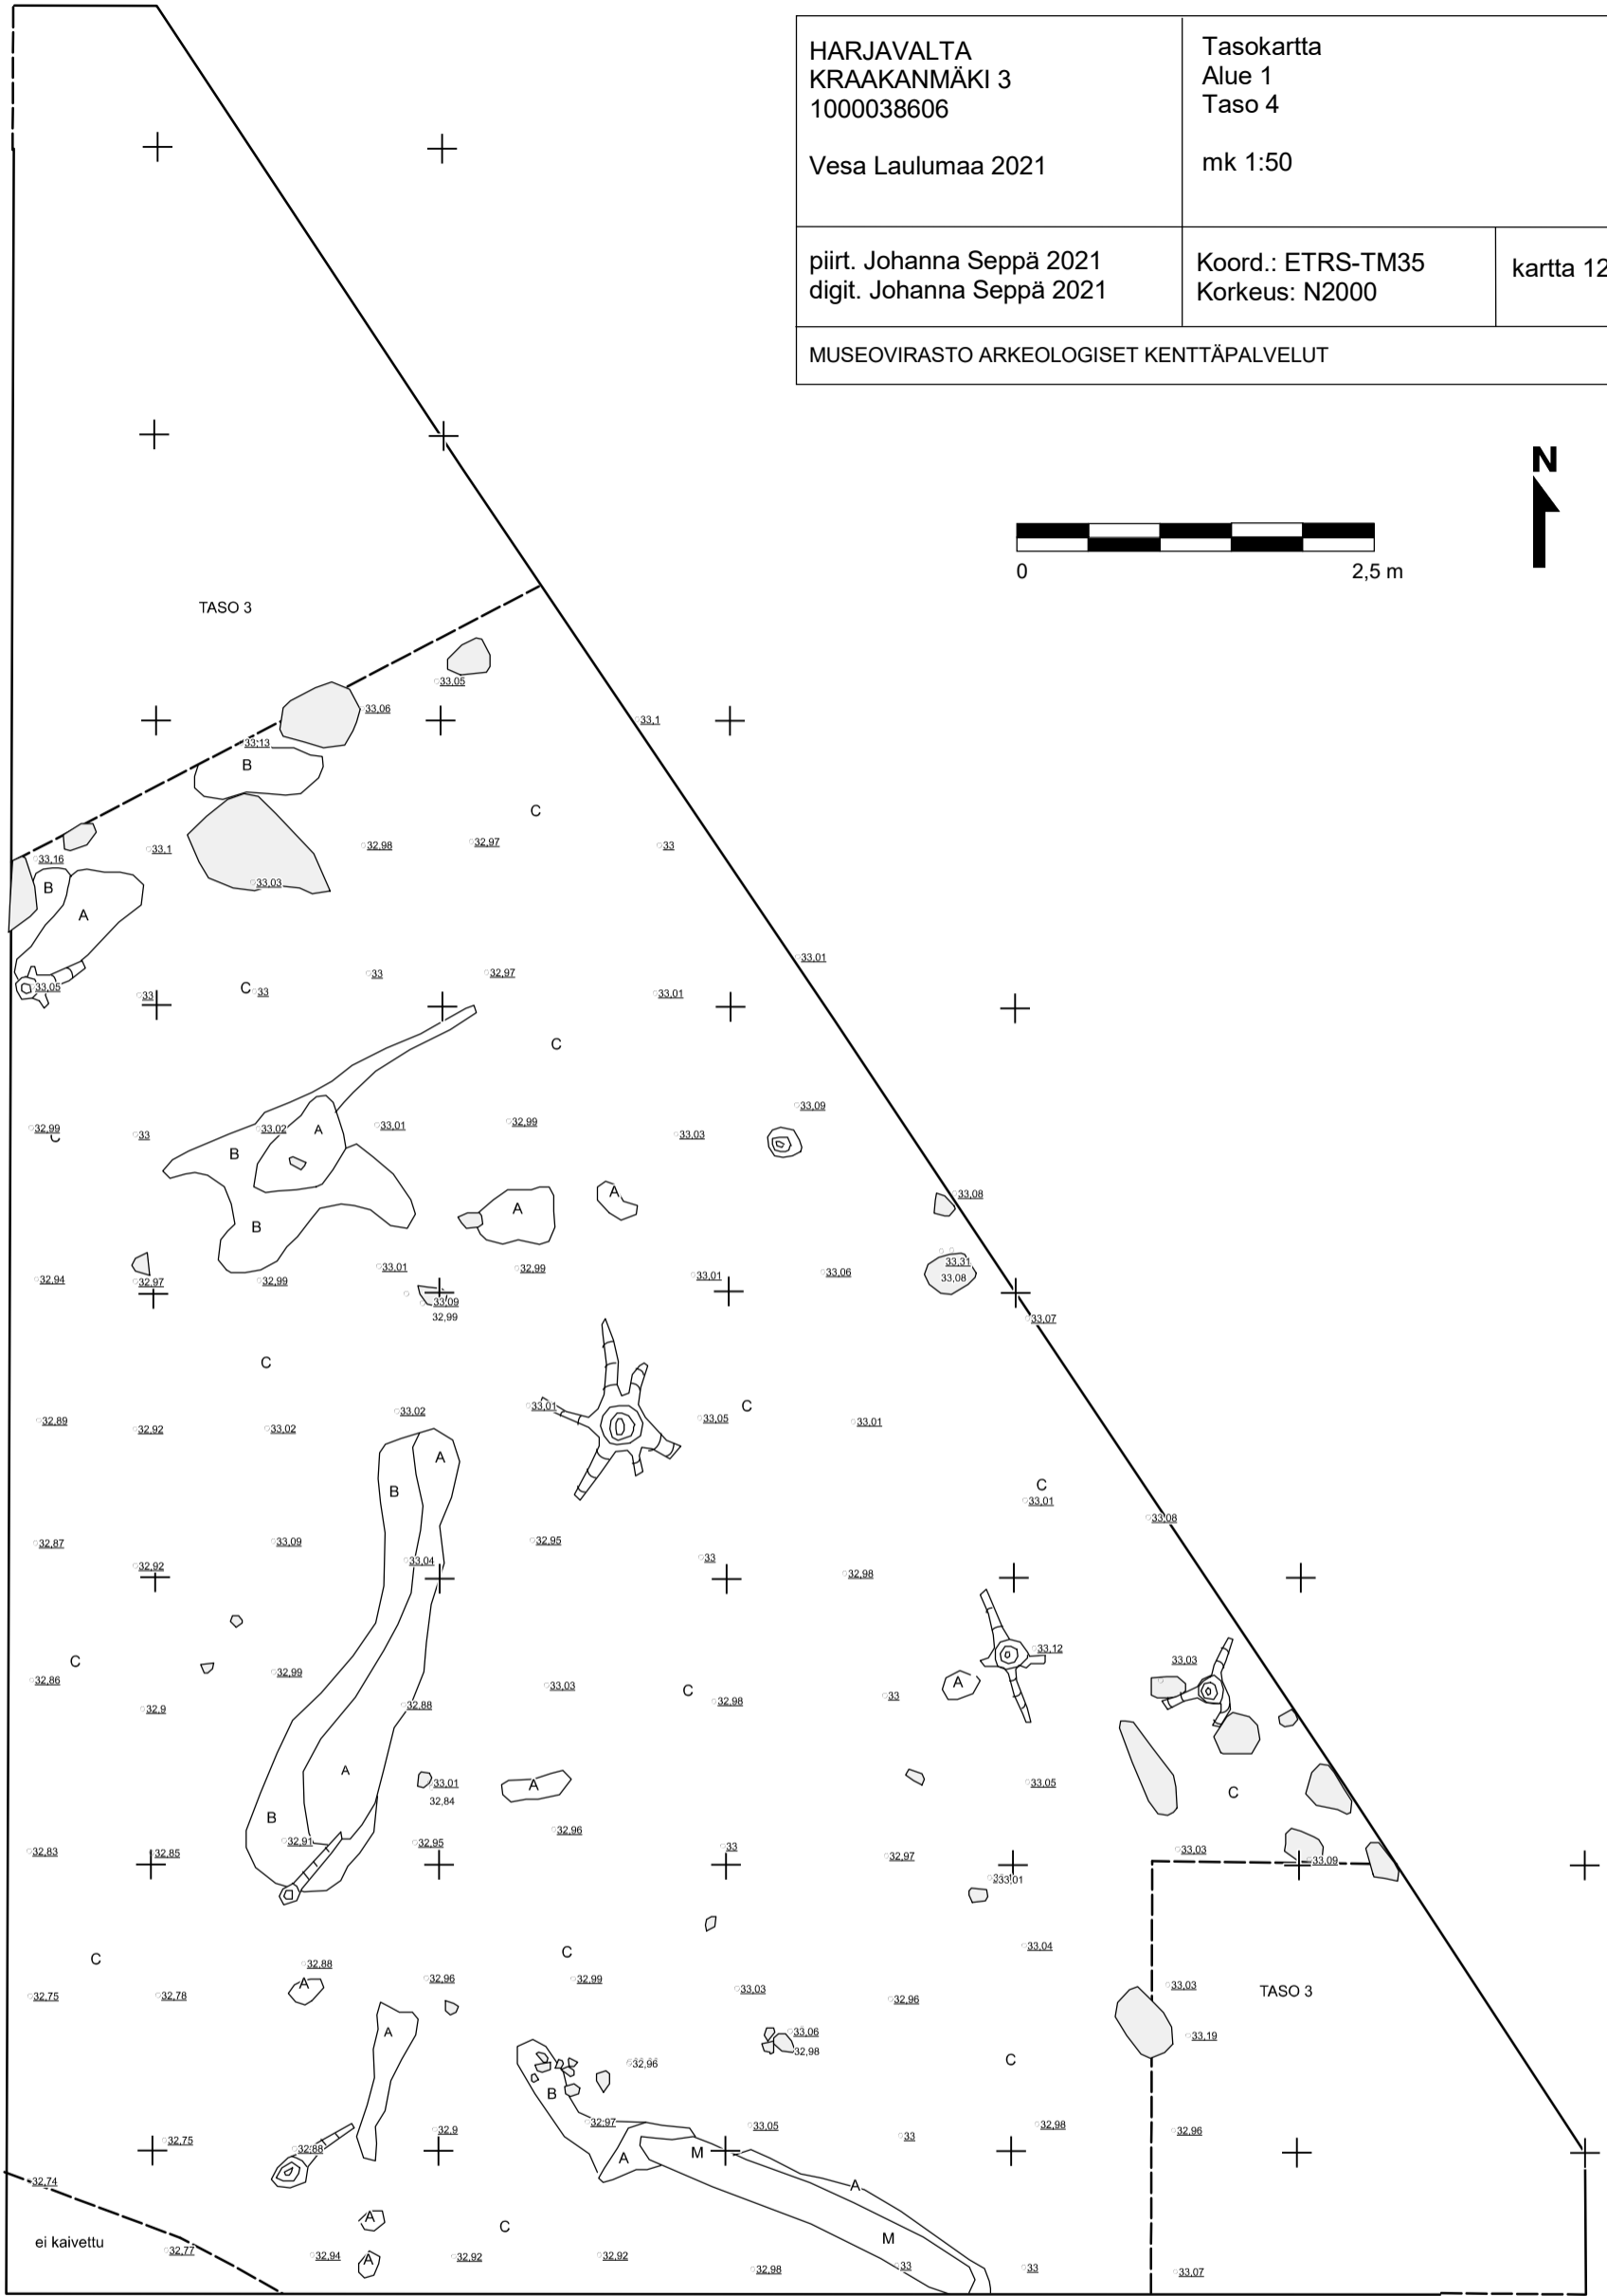 HARJAVALTA
KRAAKANMÄKI 3
1000038606
Vesa Laulumaa 2021
Tasokartta
Alue 1
Taso 4
mk 1:50
piirt. Johanna Seppä 2021
digit. Johanna Seppä 2021
Koord.: ETRS-TM35
Korkeus: N2000
kartta 12
MUSEOVIRASTO ARKEOLOGISET KENTTÄPALVELUT
N
0 2,5 m
TASO 3
33,05
33,06
33,1
33,13
B
C
33,16 33,1 32,98 32,97 33
33,03
B
A
33,01
33 32,97
33,05 33 C 33 33,01
C
33,09
32,99 33 33,02 A 33,01 32,99 33,03
C
B
A
33,08
A
B
33,01 32,99 33,01 33,06 33,31
32,94 32,97 32,99 33,08
33,09
32,99
33,07
C
33,01 C
32,89 32,92 33,02 33,02 33,05 33,01
A
C
B
33,01
33,08
32,87 33,09 32,95
32,92 33,04 33 32,98
33,12
C 33,03
32,86 32,99 33,03 C A
32,9 32,88 32,98 33
A
33,01 A 33,05
32,84 C
B
32,83 32,85 32,91 32,95 32,96 33 32,97 33,03
33,09
33,01
C C 33,04
32,88
A 32,96 32,99 33,03 33,03
32,75 32,78 32,96 TASO 3
A 33,06 33,19
32,98
32,96 C
B
32,97 33,05 32,98
32,75 32,88 32,9 33 32,96
A M
32,74 A
A C
ei kaivettu M
32,77 A 32,94 32,92 32,92 32,98 33 33 33,07